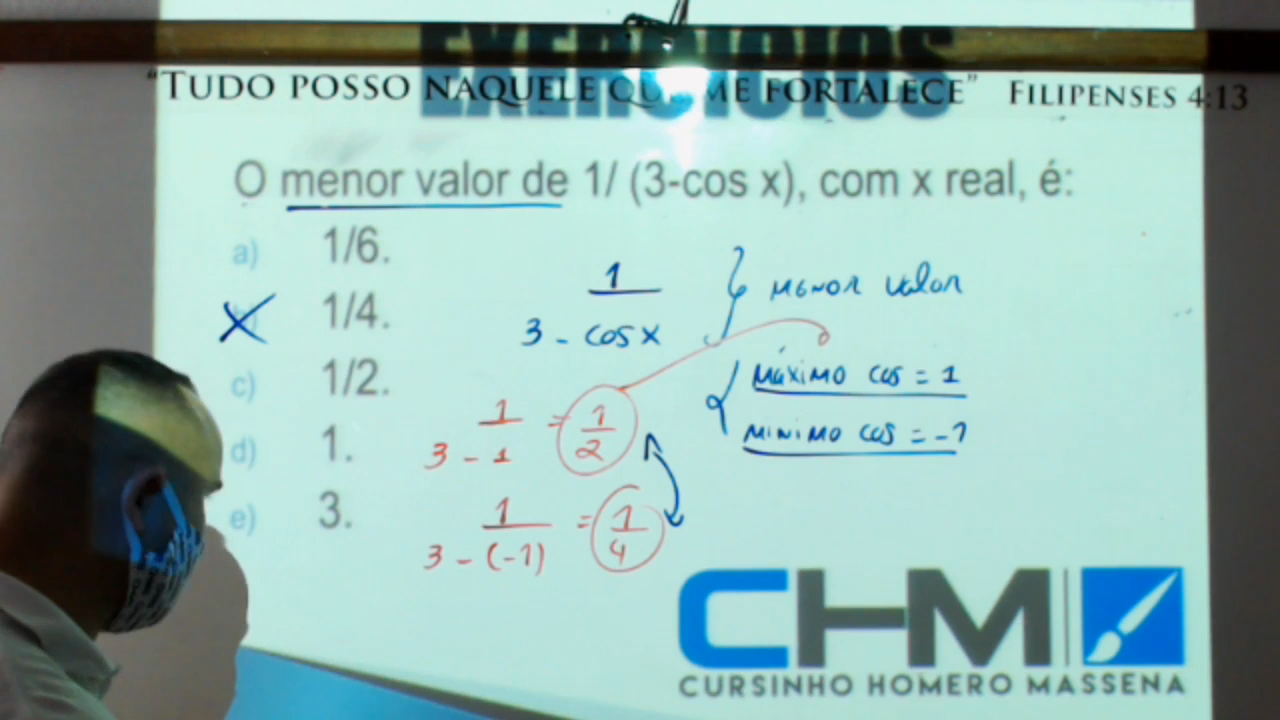 EXERCÍCIOS
"TUDO POSSO NAQUELE QUE ME FORTALECE" FILIPENSES 4:13
O menor valor de 1/ (3-cos x), com x real, é:
a) 1/6.
1/4.
c) 1/2.
d) 1.
e) 3.
1
3 - cos x
MENOR VALOR
MÁXIMO COS = 1
MINIMO COS = -1
1 = 1
3 - 1 2
1 = 1
3 - (-1) 4
CHM
CURSINHO HOMERO MASSENA